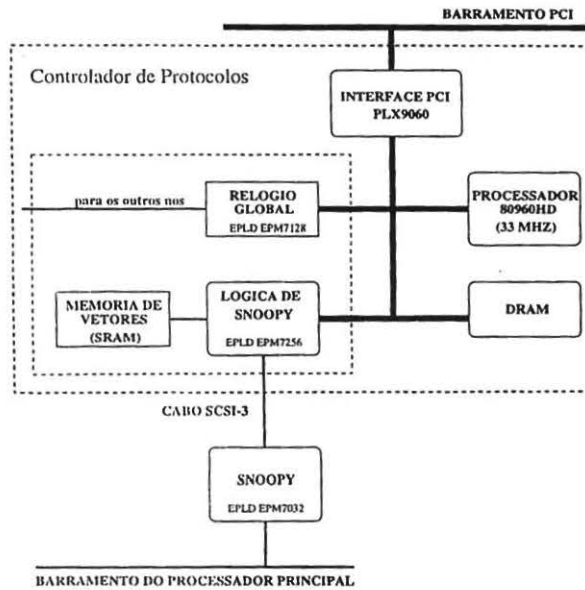 BARRAMENTO PCI
Controlador de Protocolos
INTERFACE PCI
PLX9060
para os outros nos
RELOGIO
GLOBAL
EPLD EPM7128
PROCESSADOR
80960HD
(33 MHZ)
MEMORIA DE
VETORES
(SRAM)
LOGICA DE
SNOOPY
EPLD EPM7256
DRAM
CABO SCSI-3
SNOOPY
EPLD EPM7032
BARRAMENTO DO PROCESSADOR PRINCIPAL